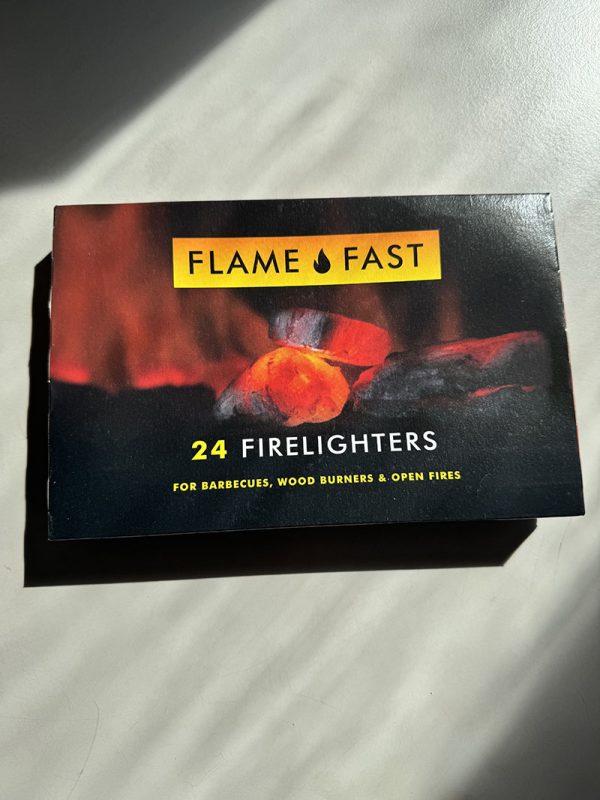 FLAME FAST
24 FIRELIGHTERS
FOR BARBECUES, WOOD BURNERS & OPEN FIRES